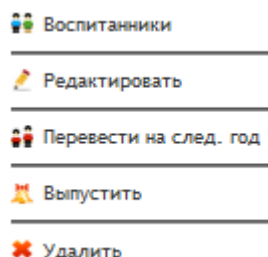 Воспитанники
Редактировать
Перевести на след. год
Выпустить
Удалить